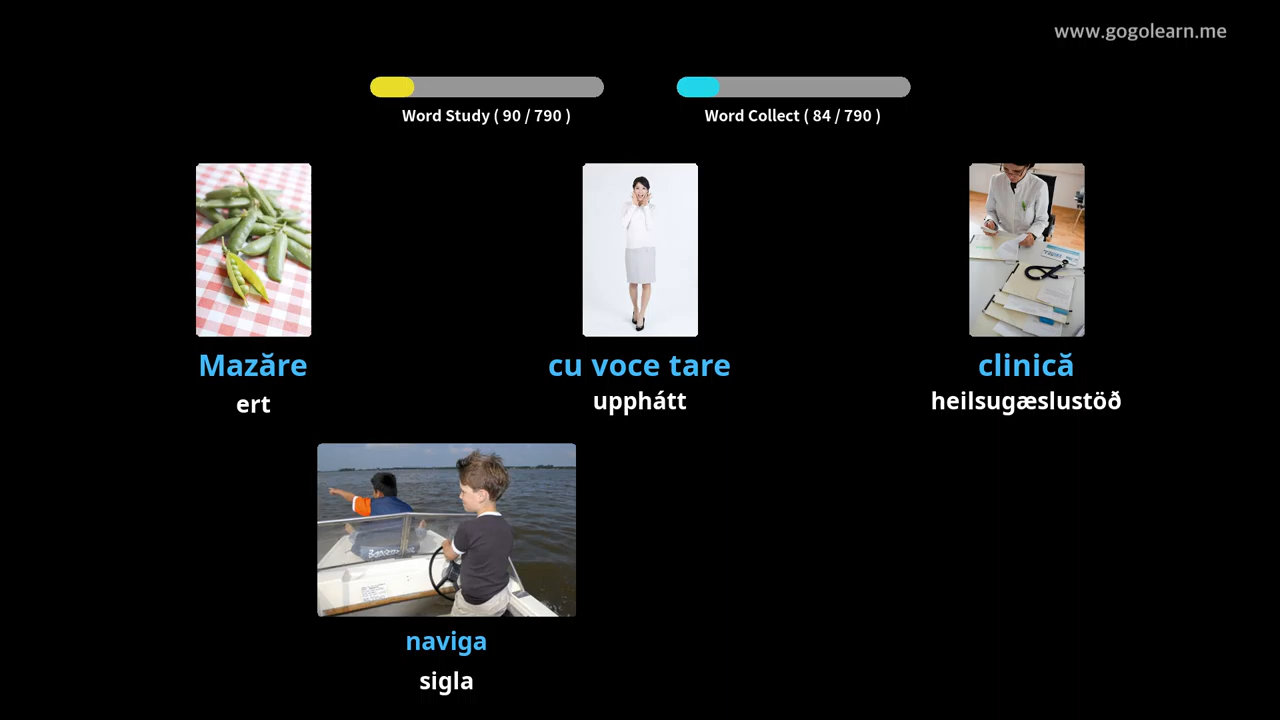 www.gogolearn.me
Word Study ( 90 / 790 )
Word Collect ( 84 / 790 )
Mazăre
cu voce tare
clinică
ert
upphátt
heilsugæslustöð
naviga
sigla